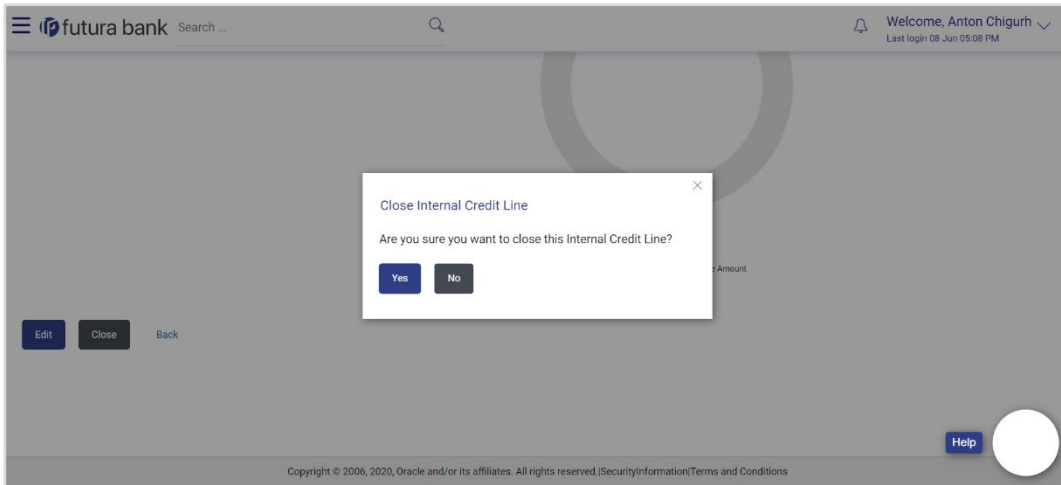 futura bank Search ...
Welcome, Anton Chigurh
Last login 08 Jun 05:08 PM
Close Internal Credit Line
Are you sure you want to close this Internal Credit Line?
Yes No
Amount
Edit Close Back
Help
Copyright © 2006, 2020, Oracle and/or its affiliates. All rights reserved.|SecurityInformation|Terms and Conditions